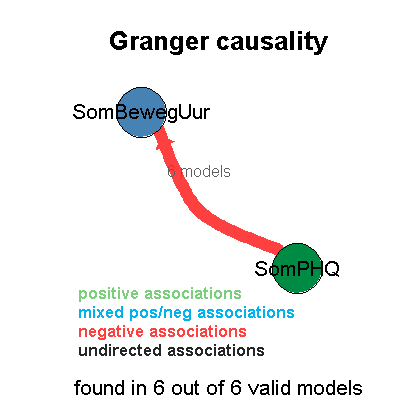 Granger causality
SomBewegUur
6 models
SomPHQ
positive associations
mixed pos/neg associations
negative associations
undirected associations
found in 6 out of 6 valid models